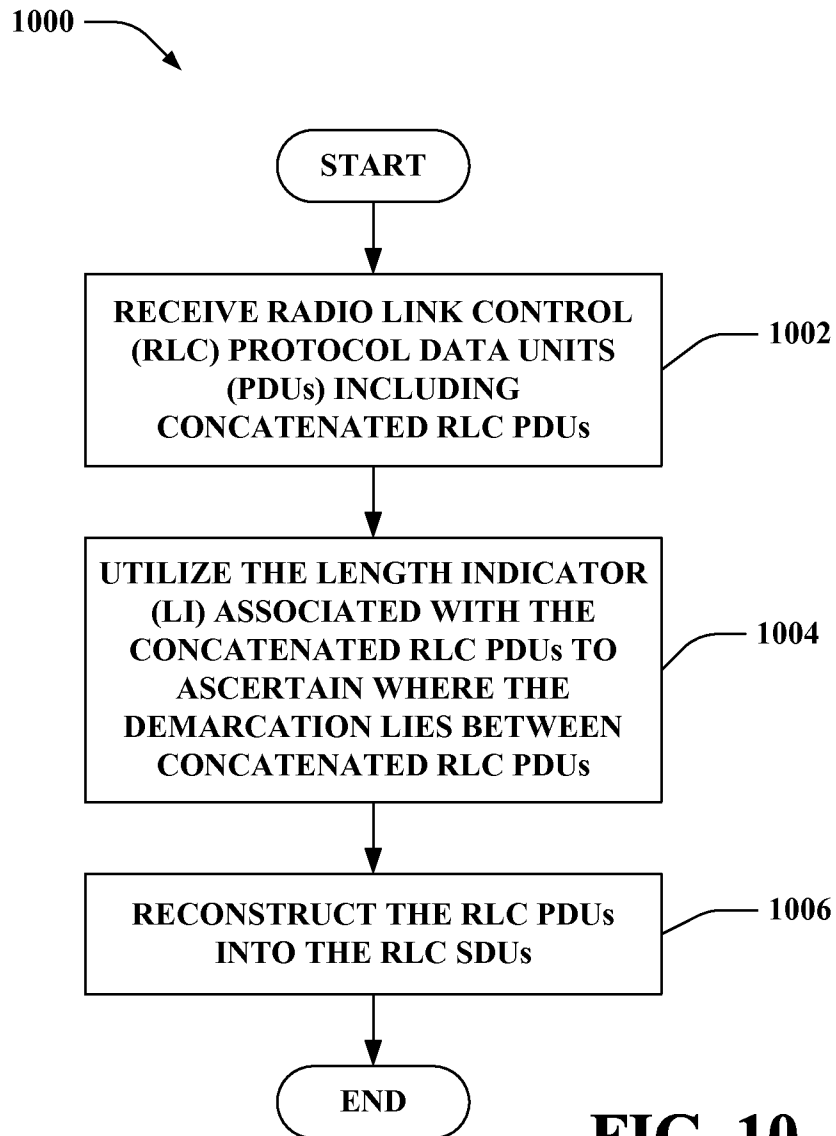 1000
START
RECEIVE RADIO LINK CONTROL
(RLC) PROTOCOL DATA UNITS
(PDUs) INCLUDING
CONCATENATED RLC PDUs
1002
UTILIZE THE LENGTH INDICATOR
(LI) ASSOCIATED WITH THE
CONCATENATED RLC PDUs TO
ASCERTAIN WHERE THE
DEMARCATION LIES BETWEEN
CONCATENATED RLC PDUs
1004
RECONSTRUCT THE RLC PDUs
INTO THE RLC SDUs
1006
END
FIG. 10